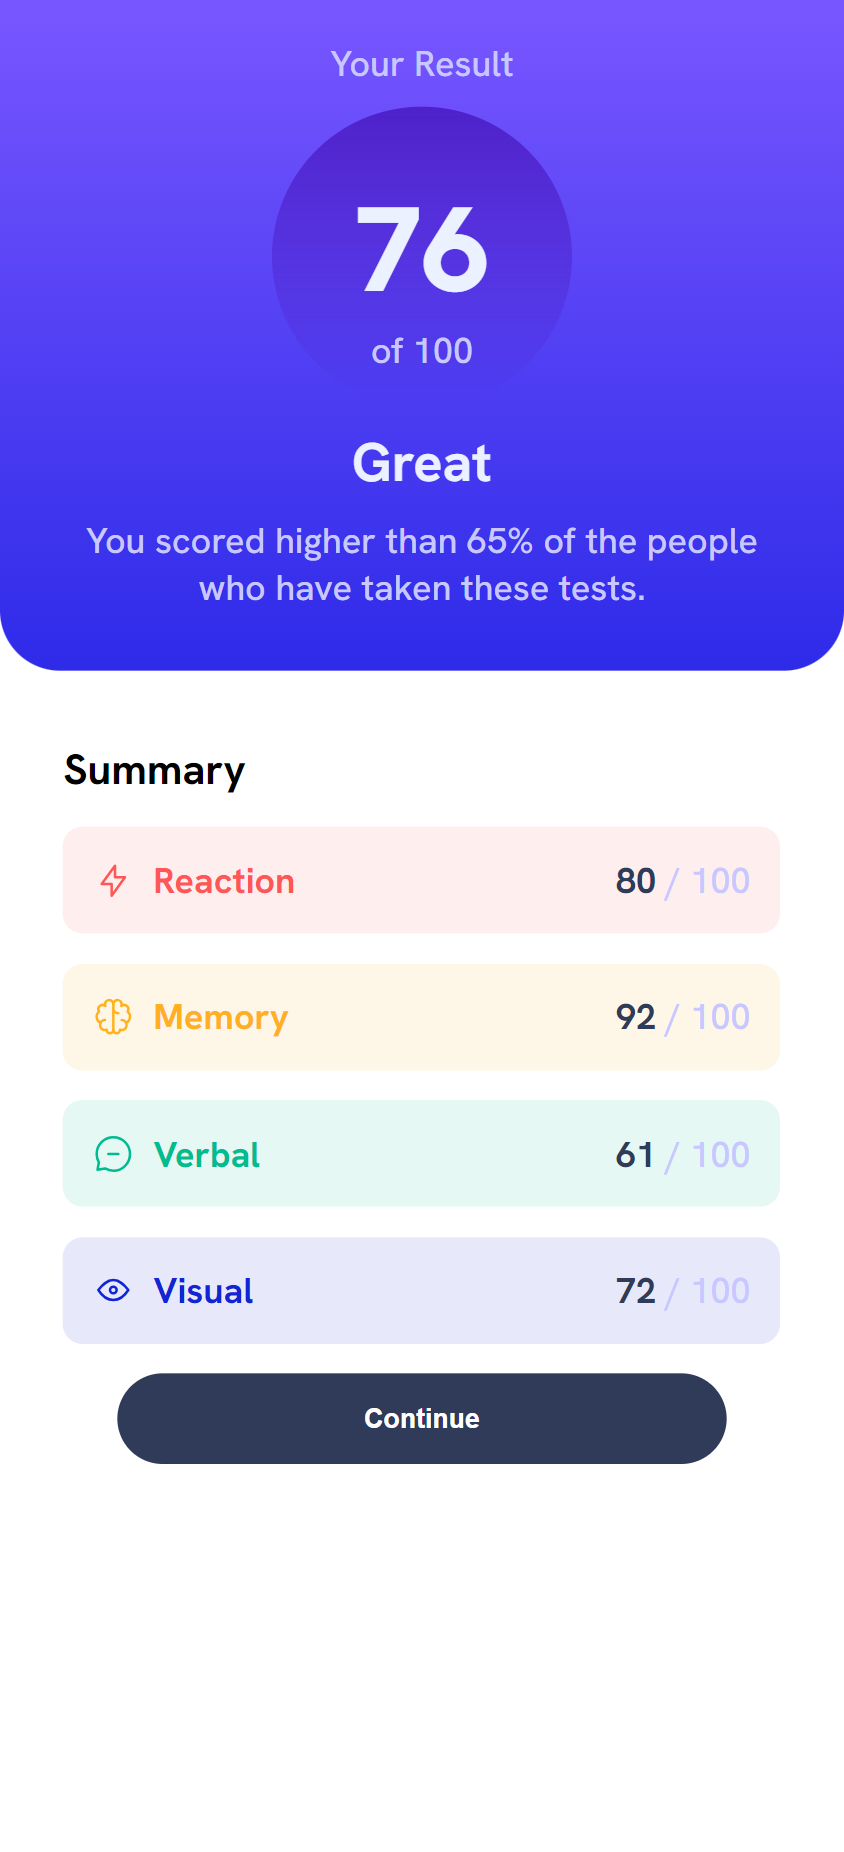 Your Result
76
of 100
Great
You scored higher than 65% of the people
who have taken these tests.
Summary
Reaction 80 / 100
Memory 92 / 100
Verbal 61 / 100
Visual 72 / 100
Continue